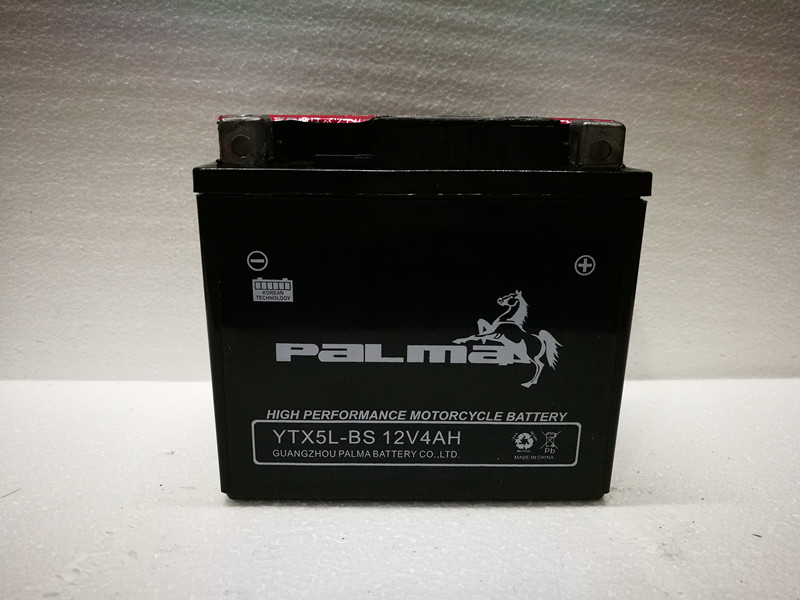 KOREAN
TECHNOLOGY
PALMA
HIGH PERFORMANCE MOTORCYCLE BATTERY
YTX5L-BS 12V4AH
GUANGZHOU PALMA BATTERY CO.,LTD.
Pb
MADE IN CHINA